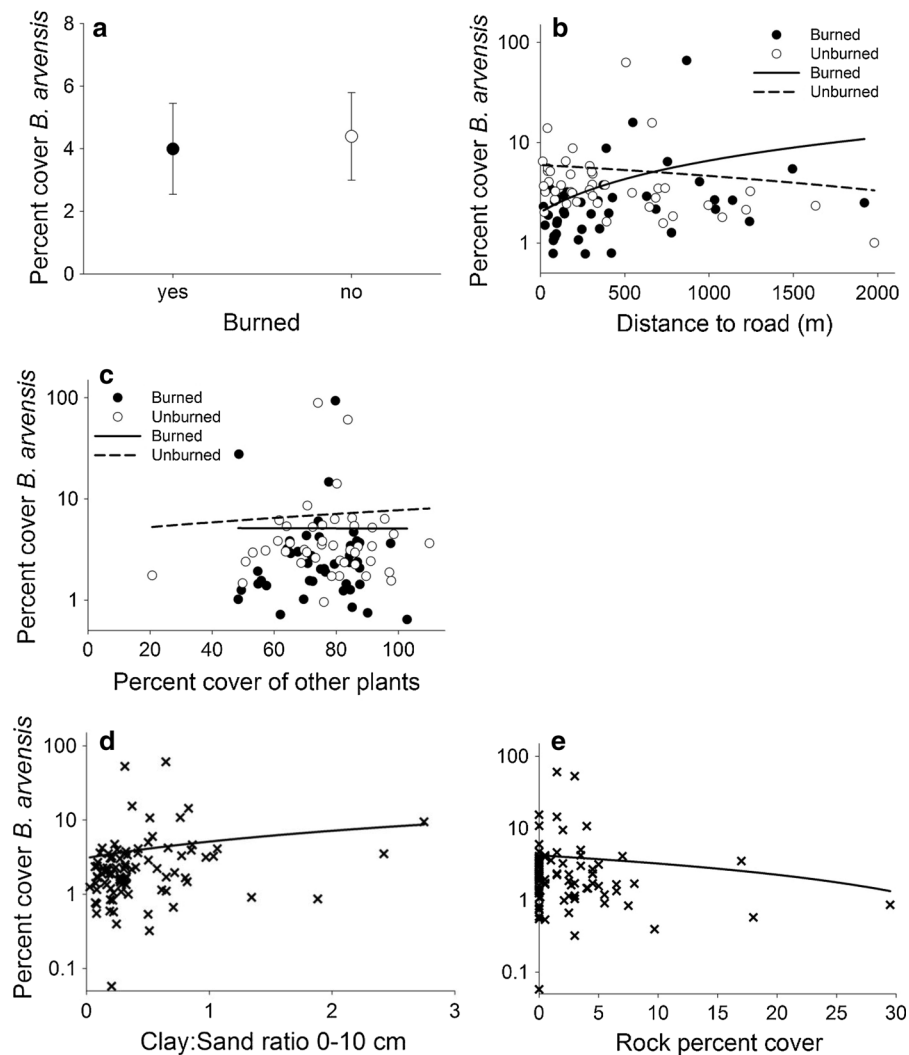 a
Percent cover B. arvensis
8
6
4
2
0
yes
no
Burned
b
Percent cover B. arvensis
100
10
1
Burned
Unburned
Burned
Unburned
0
500
1000
1500
2000
Distance to road (m)
c
Percent cover B. arvensis
100
10
1
Burned
Unburned
Burned
Unburned
0
20
40
60
80
100
Percent cover of other plants
d
Percent cover B. arvensis
100
10
1
0.1
0
1
2
3
Clay:Sand ratio 0-10 cm
e
100
10
1
0.1
0
5
10
15
20
25
30
Rock percent cover